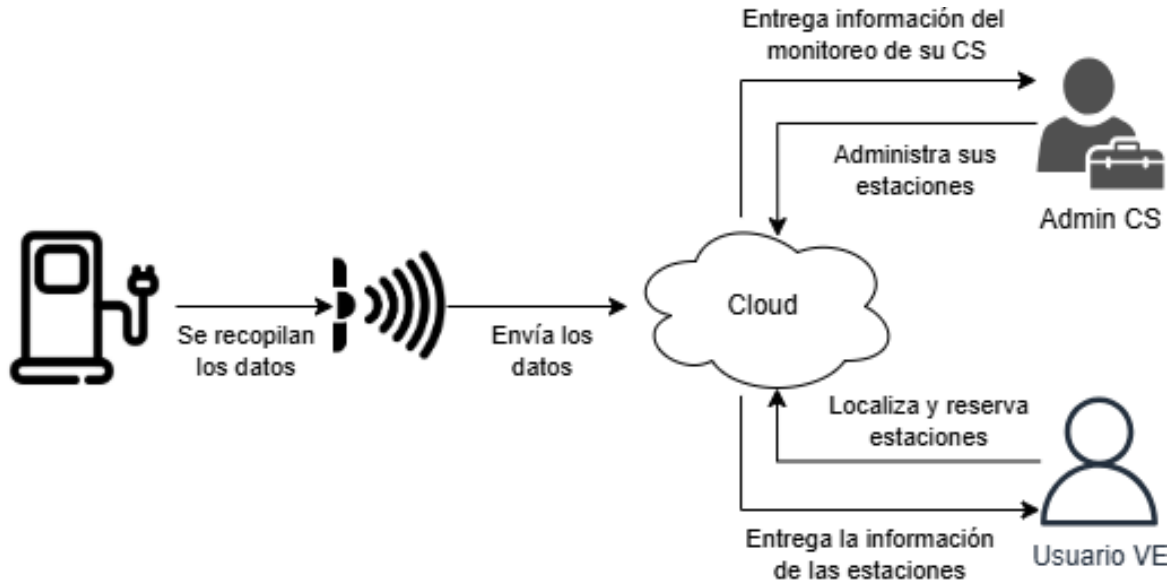 Entrega información del
monitoreo de su CS
Administra sus
estaciones
Admin CS
Se recopilan
los datos
Envía los
datos
Cloud
Localiza y reserva
estaciones
Entrega la información
de las estaciones
Usuario VE